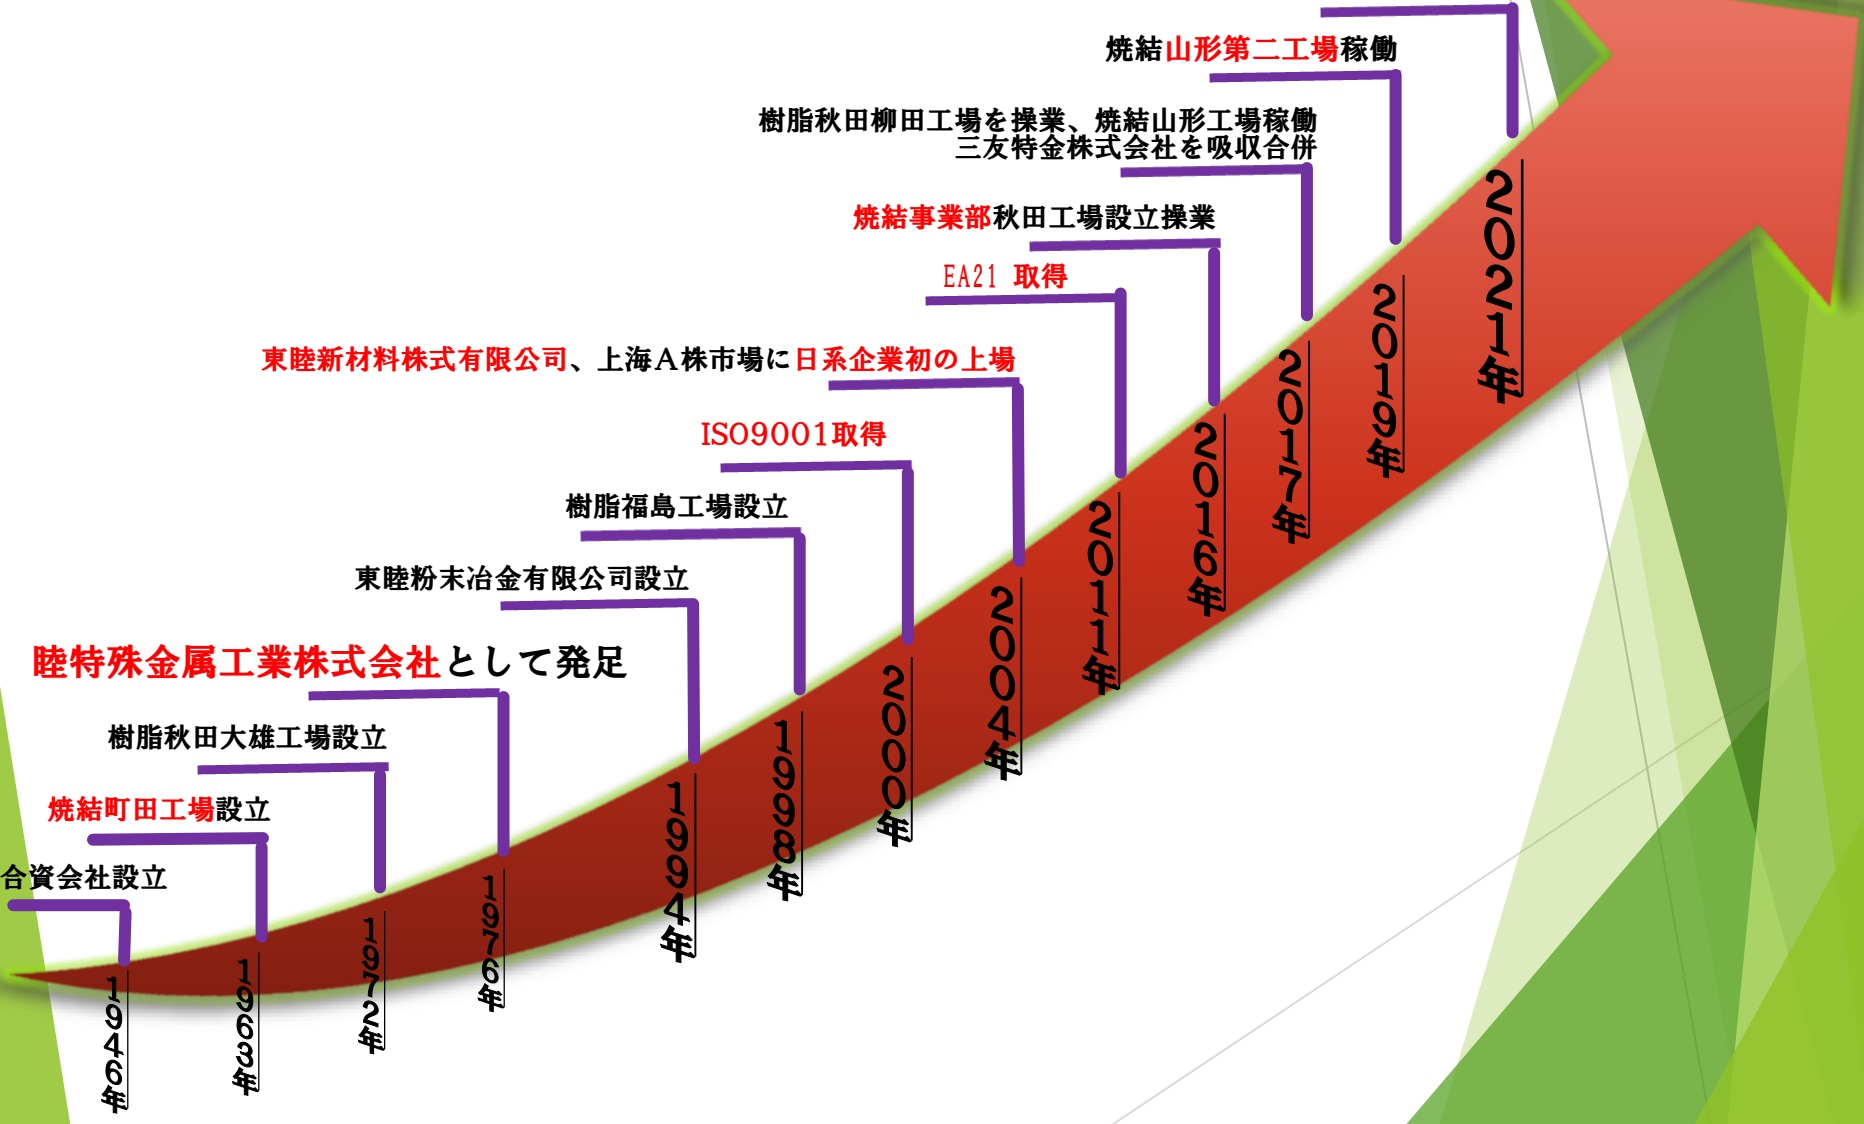 焼結山形第二工場稼働
樹脂秋田柳田工場を操業、焼結山形工場稼働
三友特金株式会社を吸収合併
焼結事業部秋田工場設立操業
EA21 取得
東睦新材料株式有限公司、上海A株市場に日系企業初の上場
ISO9001取得
樹脂福島工場設立
東睦粉末冶金有限公司設立
睦特殊金属工業株式会社として発足
樹脂秋田大雄工場設立
焼結町田工場設立
合資会社設立
1946年
1963年
1972年
1976年
1994年
1998年
2000年
2004年
2011年
2016年
2017年
2019年
2021年